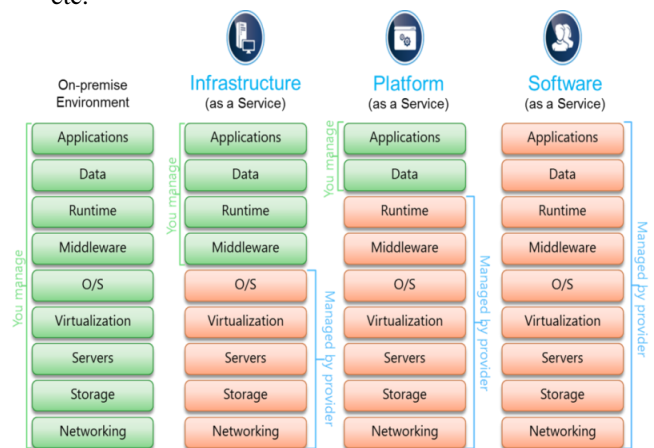 etc.
On-premise
Environment
Infrastructure
(as a Service)
Platform
(as a Service)
Software
(as a Service)
You manage
Applications
Data
Runtime
Middleware
O/S
Virtualization
Servers
Storage
Networking
You manage
Applications
Data
Runtime
Middleware
O/S
Virtualization
Servers
Storage
Networking
Managed by provider
You manage
Applications
Data
Runtime
Middleware
O/S
Virtualization
Servers
Storage
Networking
Managed by provider
Applications
Data
Runtime
Middleware
O/S
Virtualization
Servers
Storage
Networking
Managed by provider